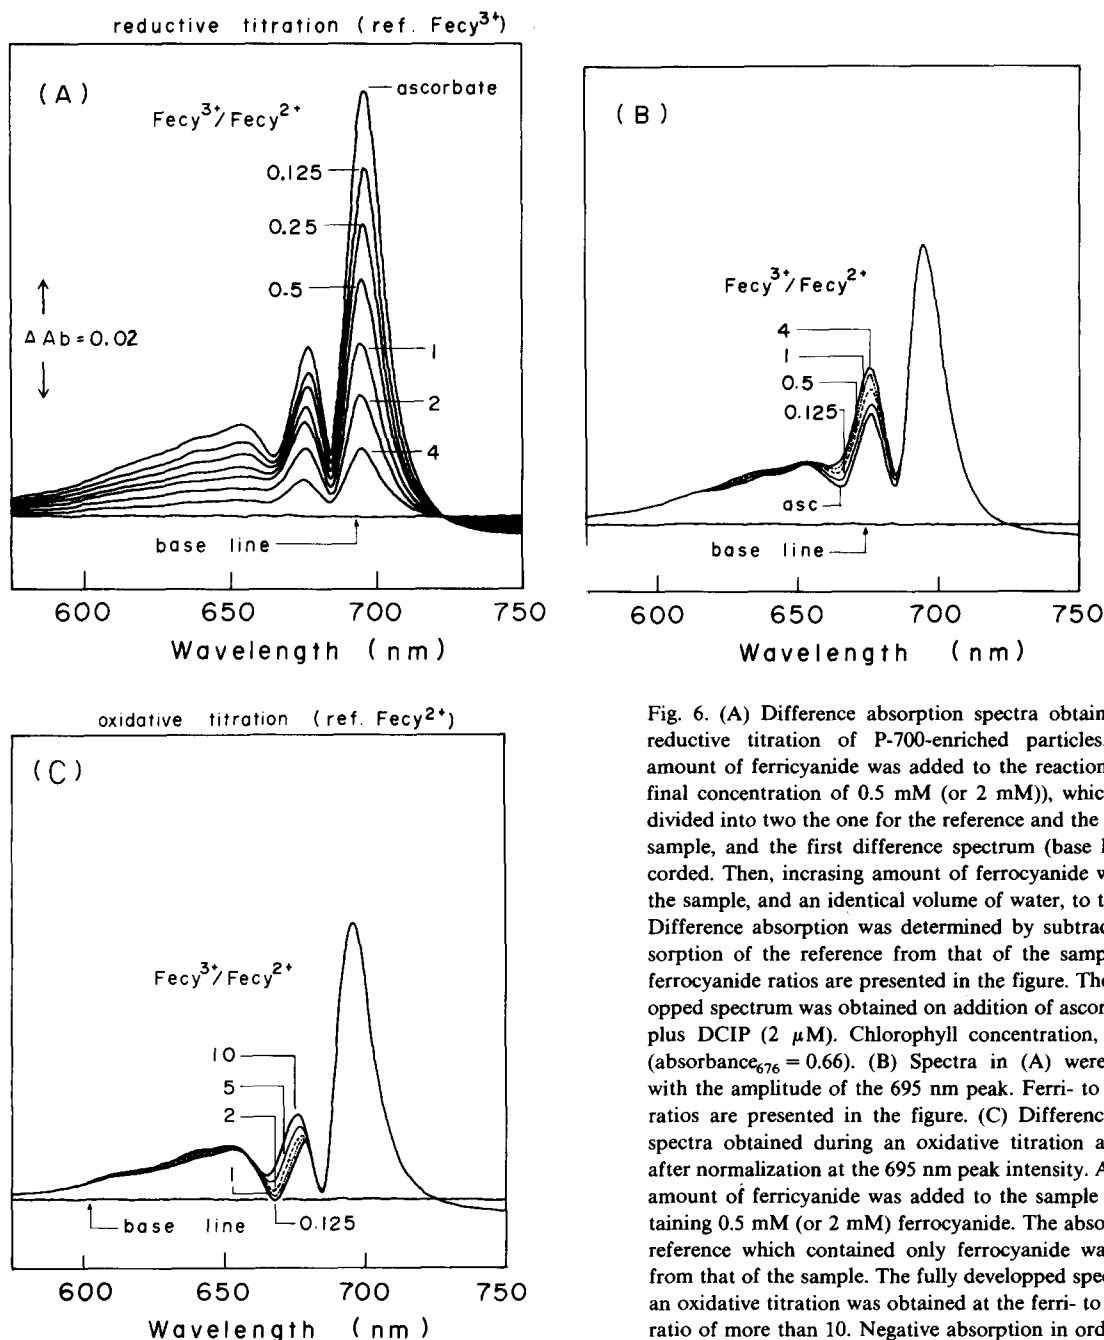 reductive titration (ref. Fecy³⁺)
(A)
Fecy³⁺/Fecy²⁺
ascorbate
0.125
0.25
0.5
1
2
4
Δ Ab = 0.02
base line
600 650 700 750
Wavelength (nm)
(B)
Fecy³⁺/Fecy²⁺
4
1
0.5
0.125
asc
base line
600 650 700 750
Wavelength (nm)
oxidative titration (ref. Fecy²⁺)
(C)
Fecy³⁺/Fecy²⁺
10
5
2
1
0.125
base line
600 650 700 750
Wavelength (nm)
Fig. 6. (A) Difference absorption spectra obtain
reductive titration of P-700-enriched particles.
amount of ferricyanide was added to the reaction
final concentration of 0.5 mM (or 2 mM)), which
divided into two the one for the reference and the
sample, and the first difference spectrum (base l
corded. Then, incrasing amount of ferrocyanide w
the sample, and an identical volume of water, to t
Difference absorption was determined by subtrac
sorption of the reference from that of the samp
ferrocyanide ratios are presented in the figure. The
opped spectrum was obtained on addition of ascor
plus DCIP (2 μM). Chlorophyll concentration,
(absorbance₆₇₆ = 0.66). (B) Spectra in (A) were
with the amplitude of the 695 nm peak. Ferri- to
ratios are presented in the figure. (C) Difference
spectra obtained during an oxidative titration a
after normalization at the 695 nm peak intensity. A
amount of ferricyanide was added to the sample
taining 0.5 mM (or 2 mM) ferrocyanide. The abso
reference which contained only ferrocyanide wa
from that of the sample. The fully developped spec
an oxidative titration was obtained at the ferri- to
ratio of more than 10. Negative absorption in ord